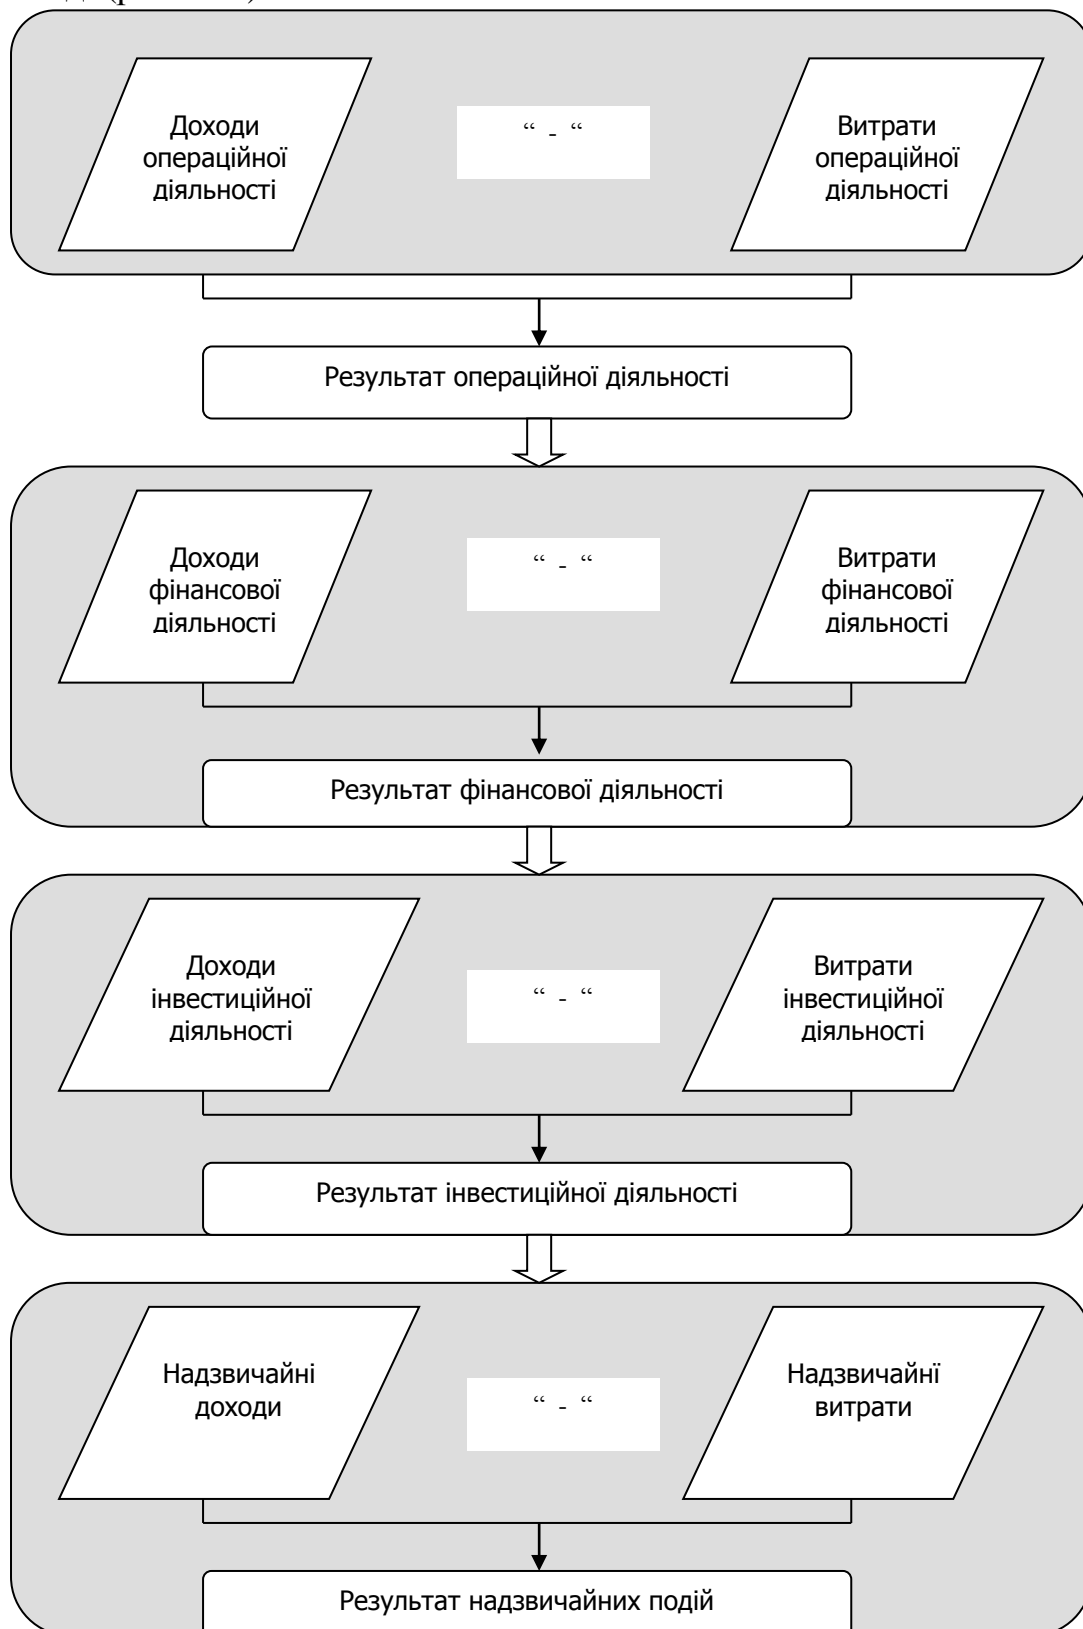 Доходи
операційної
діяльності
“ - “
Витрати
операційної
діяльності
Результат операційної діяльності
Доходи
фінансової
діяльності
“ - “
Витрати
фінансової
діяльності
Результат фінансової діяльності
Доходи
інвестиційної
діяльності
“ - “
Витрати
інвестиційної
діяльності
Результат інвестиційної діяльності
Надзвичайні
доходи
“ - “
Надзвичайнї
витрати
Результат надзвичайних подій